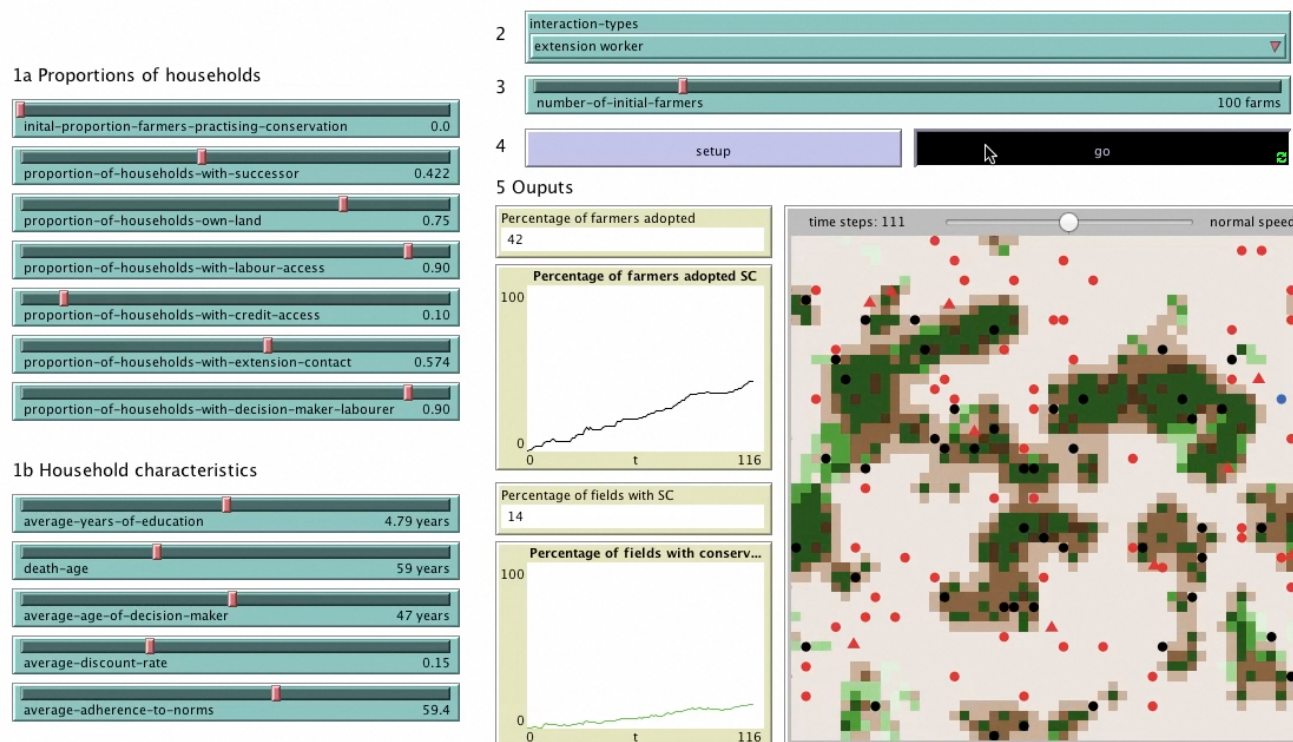 1a Proportions of households
inital-proportion-farmers-practising-conservation 0.0
proportion-of-households-with-successor 0.422
proportion-of-households-own-land 0.75
proportion-of-households-with-labour-access 0.90
proportion-of-households-with-credit-access 0.10
proportion-of-households-with-extension-contact 0.574
proportion-of-households-with-decision-maker-labourer 0.90
1b Household characteristics
average-years-of-education 4.79 years
death-age 59 years
average-age-of-decision-maker 47 years
average-discount-rate 0.15
average-adherence-to-norms 59.4
2
interaction-types
extension worker
3
number-of-initial-farmers 100 farms
4
setup
go
5 Ouputs
Percentage of farmers adopted
42
Percentage of farmers adopted SC
100
0
0 t 116
Percentage of fields with SC
14
Percentage of fields with conserv...
100
0
0 t 116
time steps: 111
normal speed